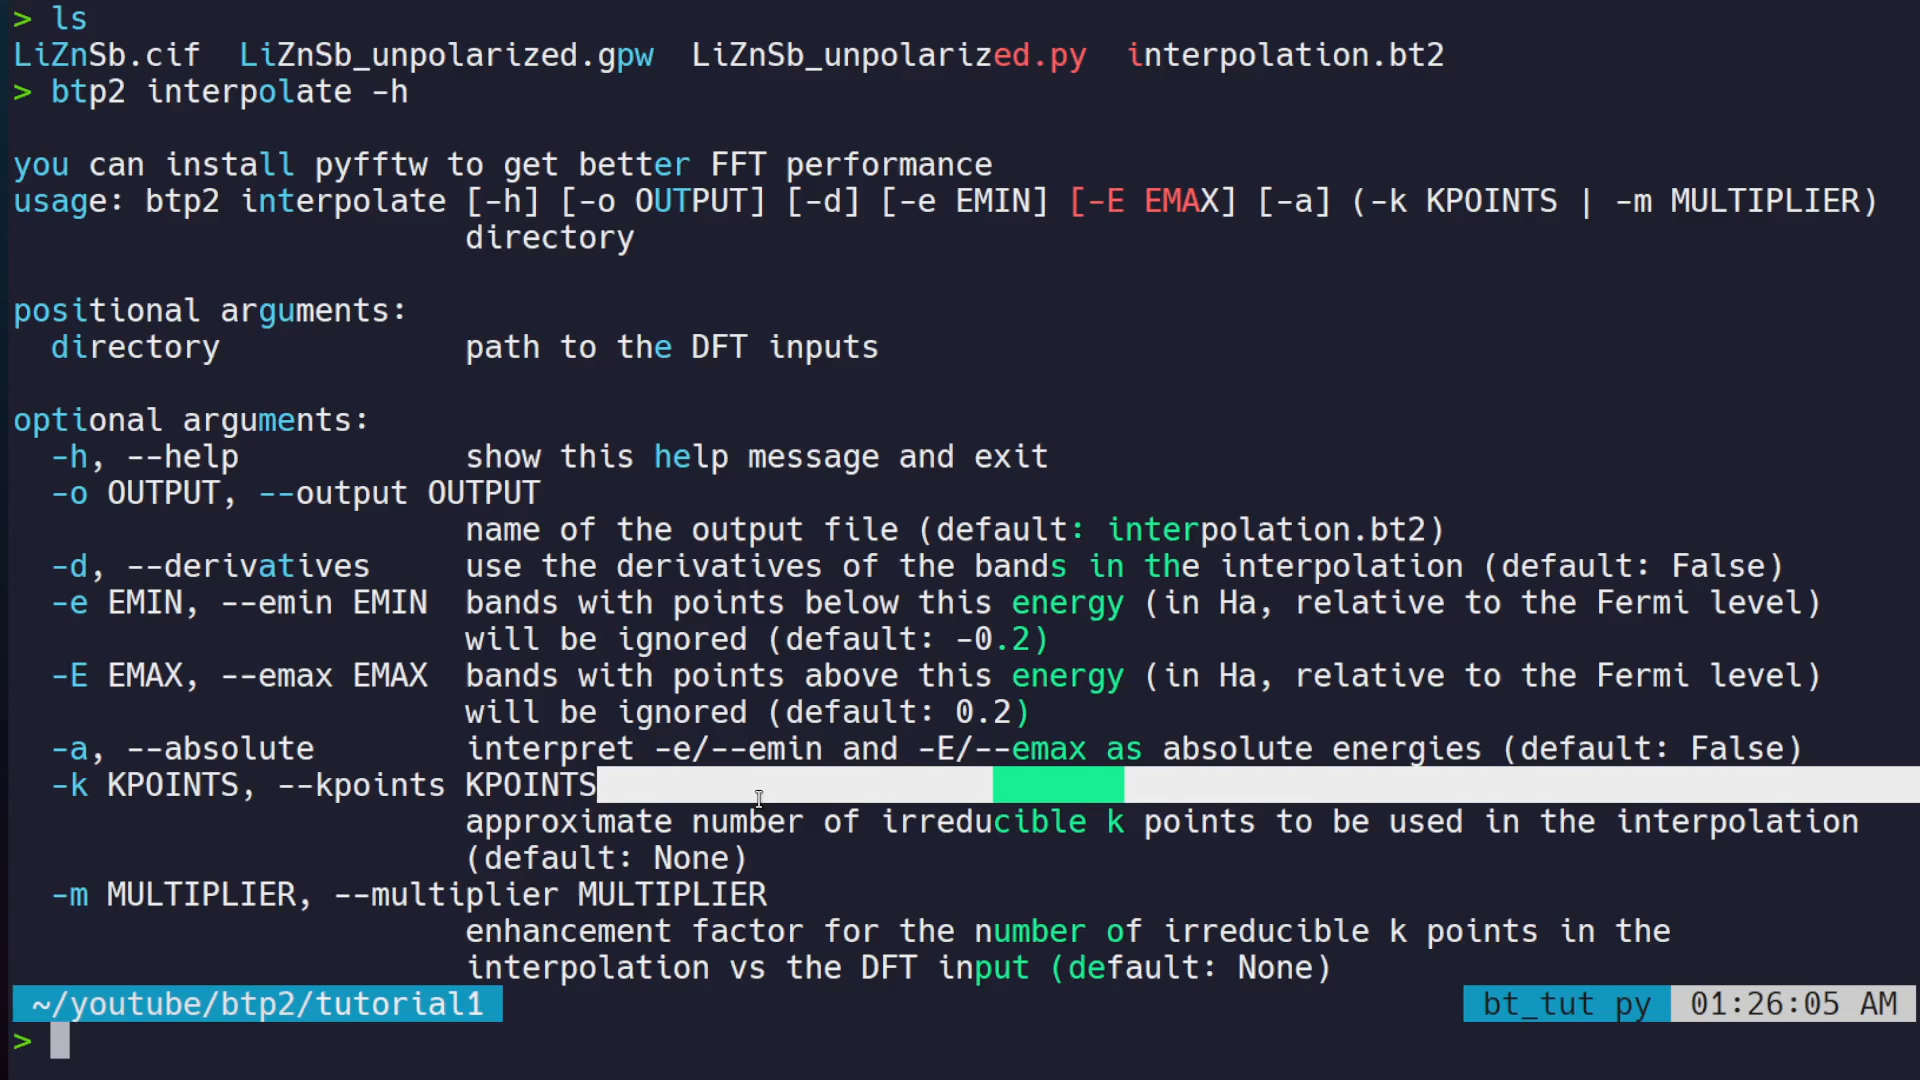 > ls
LiZnSb.cif  LiZnSb_unpolarized.gpw  LiZnSb_unpolarized.py  interpolation.bt2
> btp2 interpolate -h
you can install pyfftw to get better FFT performance
usage: btp2 interpolate [-h] [-o OUTPUT] [-d] [-e EMIN] [-E EMAX] [-a] (-k KPOINTS | -m MULTIPLIER)
directory
positional arguments:
directory             path to the DFT inputs
optional arguments:
-h, --help            show this help message and exit
-o OUTPUT, --output OUTPUT
name of the output file (default: interpolation.bt2)
-d, --derivatives     use the derivatives of the bands in the interpolation (default: False)
-e EMIN, --emin EMIN  bands with points below this energy (in Ha, relative to the Fermi level)
will be ignored (default: -0.2)
-E EMAX, --emax EMAX  bands with points above this energy (in Ha, relative to the Fermi level)
will be ignored (default: 0.2)
-a, --absolute        interpret -e/--emin and -E/--emax as absolute energies (default: False)
-k KPOINTS, --kpoints KPOINTS
approximate number of irreducible k points to be used in the interpolation
(default: None)
-m MULTIPLIER, --multiplier MULTIPLIER
enhancement factor for the number of irreducible k points in the
interpolation vs the DFT input (default: None)
~/youtube/btp2/tutorial1  bt_tut py  01:26:05 AM
>